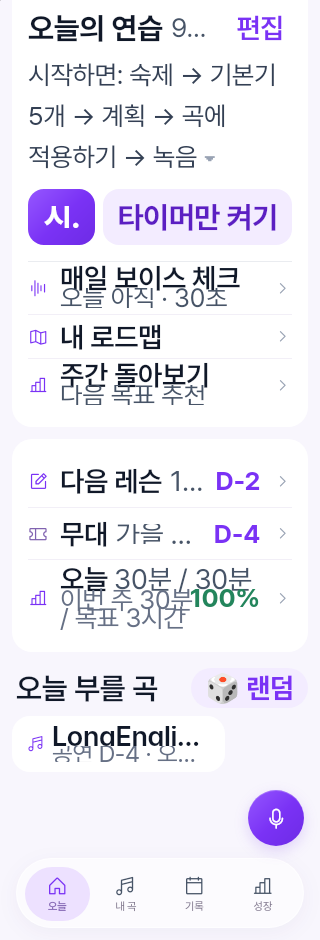 오늘의 연습 9... 편집
시작하면: 숙제 → 기본기
5개 → 계획 → 곡에
적용하기 → 녹음
시. 타이머만 켜기
매일 보이스 체크
오늘 아직 · 30초
내 로드맵
주간 돌아보기
다음 목표 추천
다음 레슨 1... D-2
무대 가을 ... D-4
오늘 30분 / 30분
이번 주 30분 100%
/ 목표 3시간
오늘 부를 곡 🎲 랜덤
LongEngli...
공연 D-4 · 오...
오늘 내 곡 기록 성장